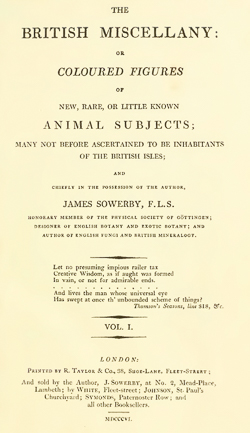 THE
BRITISH MISCELLANY:
OR
COLOURED FIGURES
OF
NEW, RARE, OR LITTLE KNOWN
ANIMAL SUBJECTS;
MANY NOT BEFORE ASCERTAINED TO BE INHABITANTS
OF THE BRITISH ISLES;
AND
CHIEFLY IN THE POSSESSION OF THE AUTHOR,
JAMES SOWERBY, F.L.S.
HONORARY MEMBER OF THE PHYSICAL SOCIETY OF GÖTTINGEN;
DESIGNER OF ENGLISH BOTANY AND EXOTIC BOTANY; AND
AUTHOR OF ENGLISH FUNGI AND BRITISH MINERALOGY.
Let no presuming impious railer tax
Creative Wisdom, as if aught was formed
In vain, or not for admirable ends.
. . . . . . . . . . . . . . . .
And lives the man whose universal eye
Has swept at once th' unbounded scheme of things?
Thomson's Seasons, line 318, &c.
VOL. I.
LONDON:
PRINTED BY R. TAYLOR & CO., 38, SHOE-LANE, FLEET-STREET;
And sold by the Author, J. SOWERBY, at No. 2, Mead-Place,
Lambeth; by WHITE, Fleet-street; JOHNSON, St. Paul's
Churchyard; SYMONDS, Paternoster Row; and
all other Booksellers.
MDCCCVI.